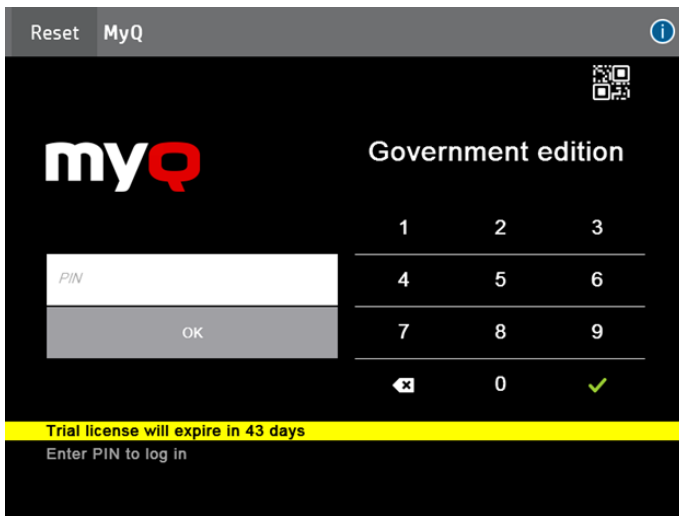 Reset MyQ
myQ
Government edition
1 2 3
PIN
4 5 6
OK
7 8 9
0
Trial license will expire in 43 days
Enter PIN to log in